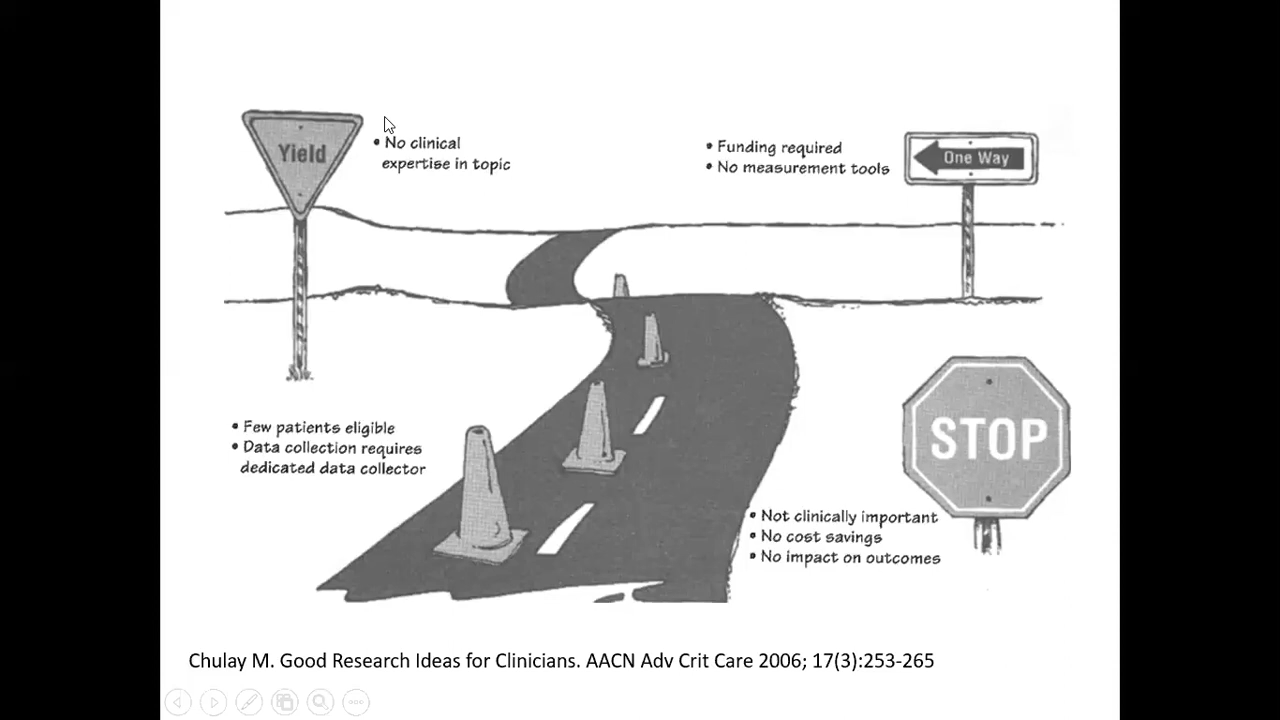 Yield
• No clinical
expertise in topic
• Funding required
• No measurement tools
One Way
• Few patients eligible
• Data collection requires
dedicated data collector
STOP
• Not clinically important
• No cost savings
• No impact on outcomes
Chulay M. Good Research Ideas for Clinicians. AACN Adv Crit Care 2006; 17(3):253-265